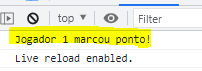 top
Filter
Jogador 1 marcou ponto!
Live reload enabled.